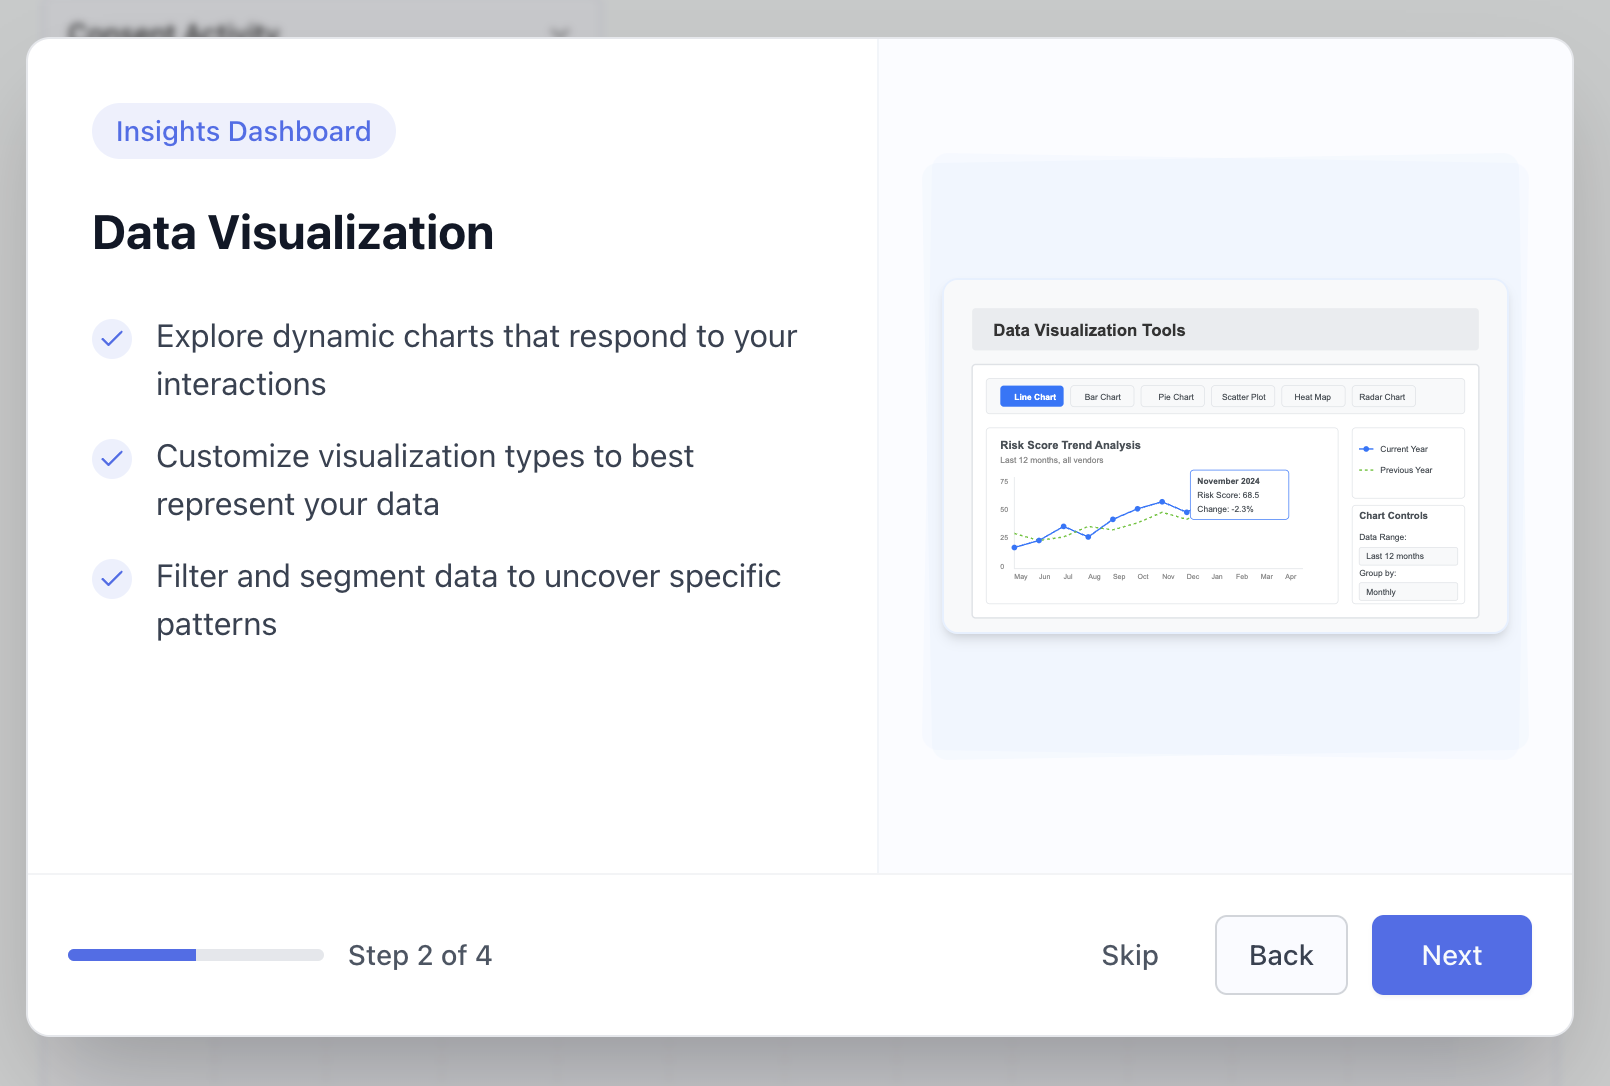 Consent Activity
Insights Dashboard
Data Visualization
Explore dynamic charts that respond to your
interactions
Customize visualization types to best
represent your data
Filter and segment data to uncover specific
patterns
Data Visualization Tools
Line Chart
Bar Chart
Pie Chart
Scatter Plot
Heat Map
Radar Chart
Risk Score Trend Analysis
Last 12 months, all vendors
75
50
25
0
May Jun Jul Aug Sep Oct Nov Dec Jan Feb Mar Apr
November 2024
Risk Score: 68.5
Change: -2.3%
Current Year
Previous Year
Chart Controls
Data Range:
Last 12 months
Group by:
Monthly
Step 2 of 4
Skip
Back
Next